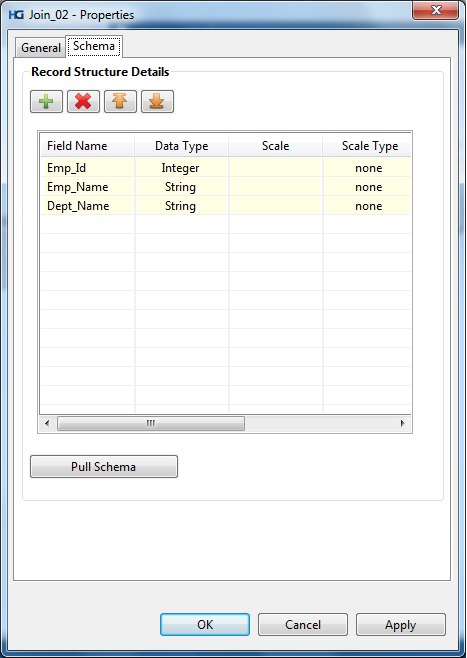 HG Join_02 - Properties
General Schema
Record Structure Details
Field Name Data Type Scale Scale Type
Emp_Id Integer none
Emp_Name String none
Dept_Name String none
Pull Schema
OK Cancel Apply